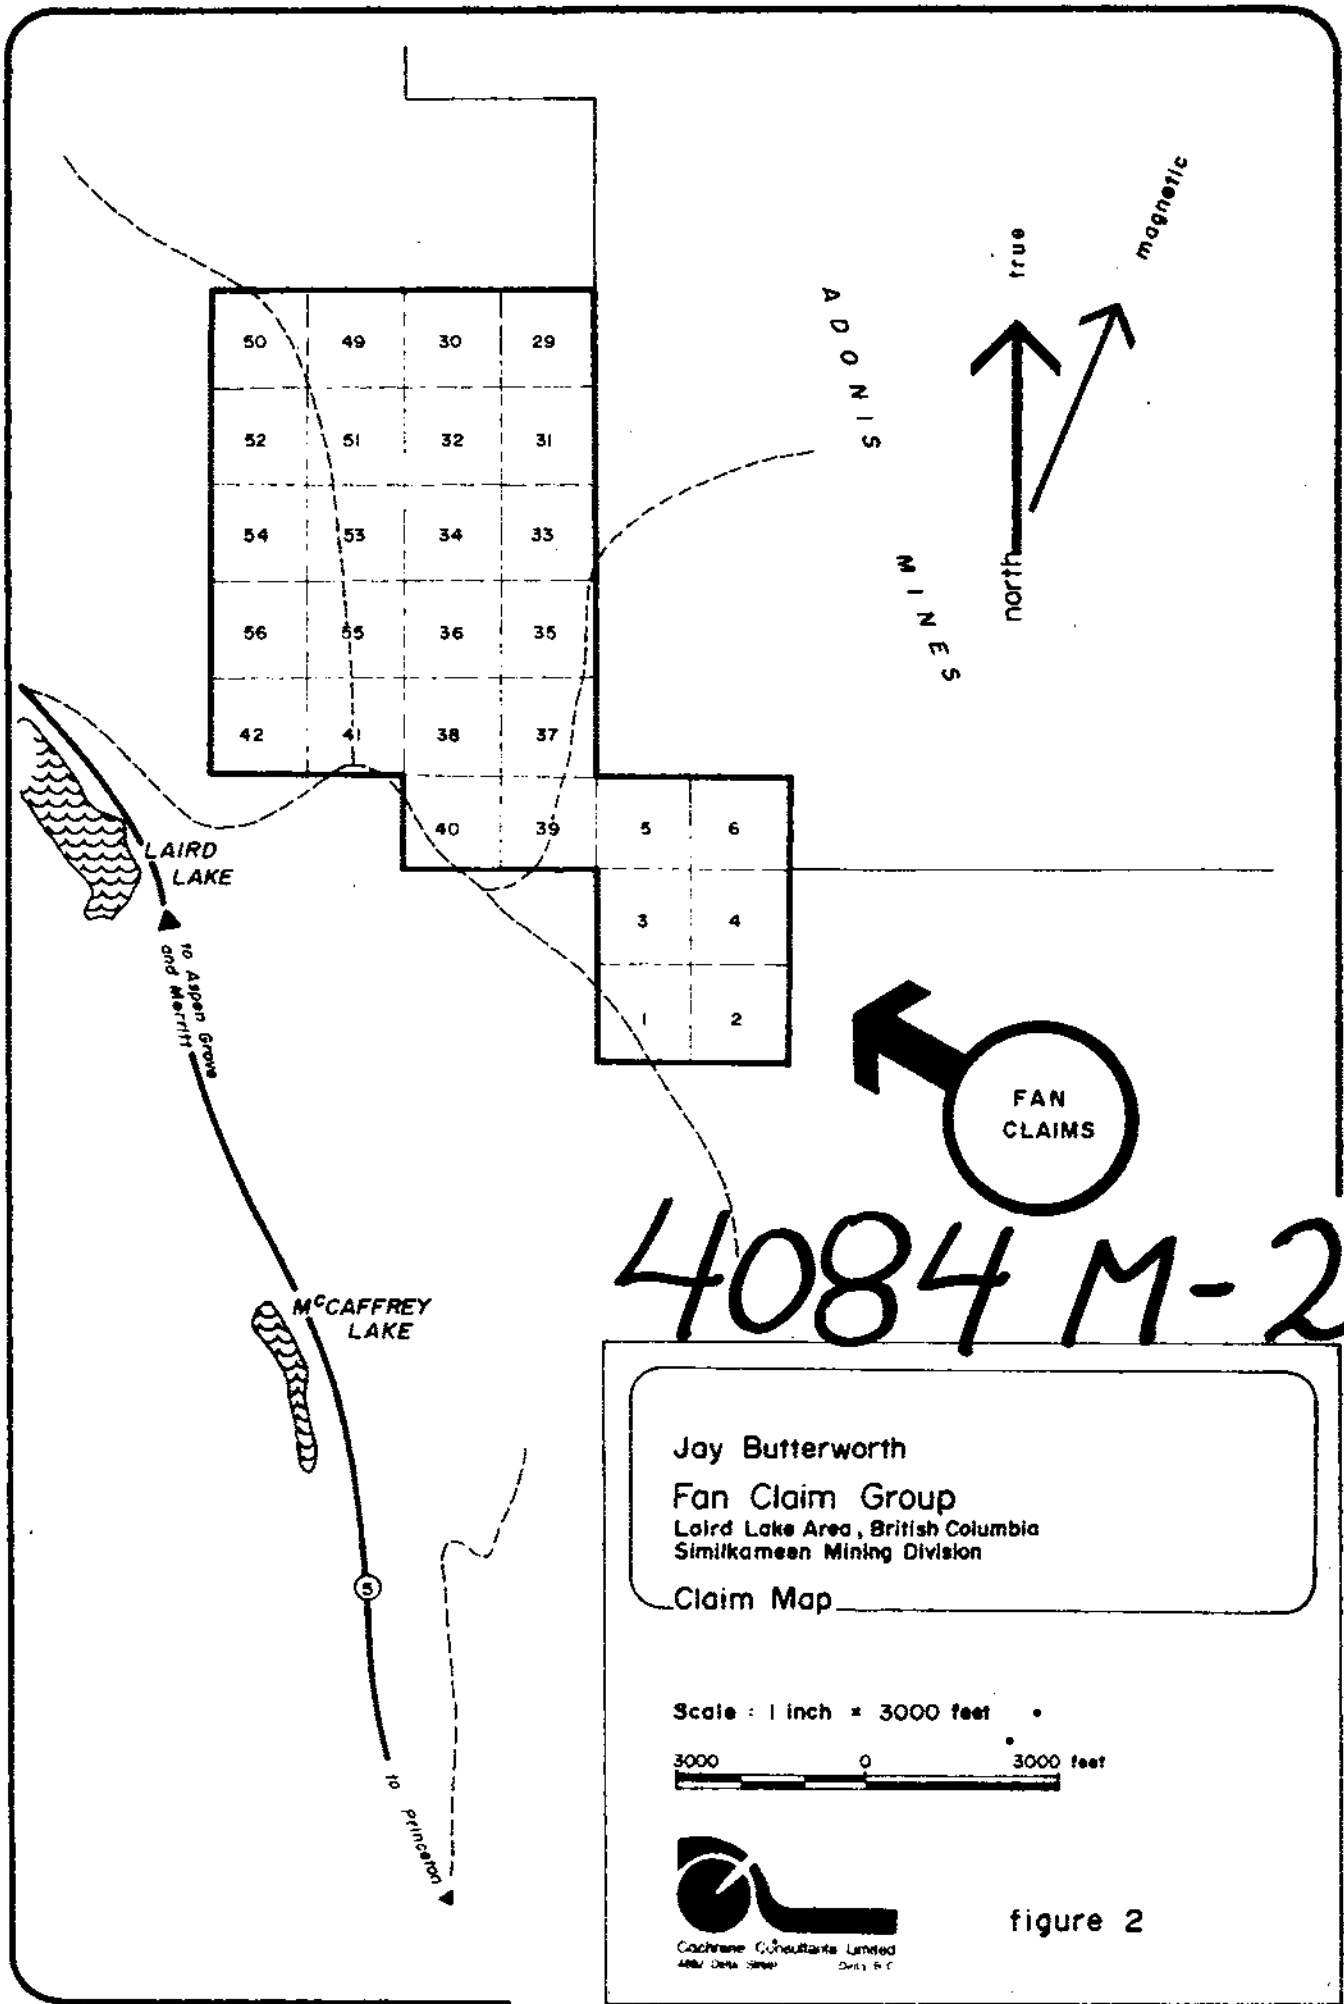 magnetic
true
north
ADONIS
MINES
50 49 30 29
52 51 32 31
54 53 34 33
56 55 36 35
42 41 38 37
40 39 5 6
3 4
1 2
LAIRD
LAKE
to Aspen Grove
and Merritt
FAN
CLAIMS
4084 M-2
McCAFFREY
LAKE
5
to Princeton
Jay Butterworth
Fan Claim Group
Laird Lake Area, British Columbia
Similkameen Mining Division
Claim Map
Scale : 1 inch = 3000 feet
3000 0 3000 feet
Cochrane Consultants Limited
Delta Street Delta B.C.
figure 2